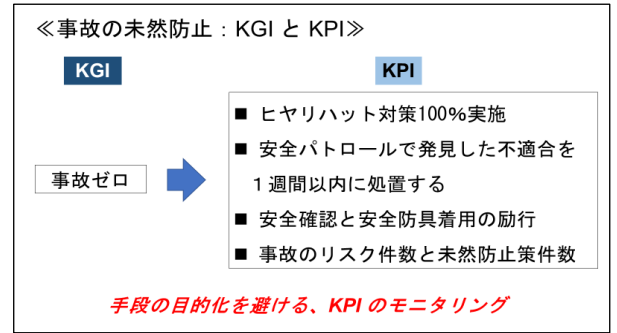 ≪事故の未然防止：KGI と KPI≫
KGI
KPI
事故ゼロ
■ ヒヤリハット対策100%実施
■ 安全パトロールで発見した不適合を
１週間以内に処置する
■ 安全確認と安全防具着用の励行
■ 事故のリスク件数と未然防止策件数
手段の目的化を避ける、KPI のモニタリング